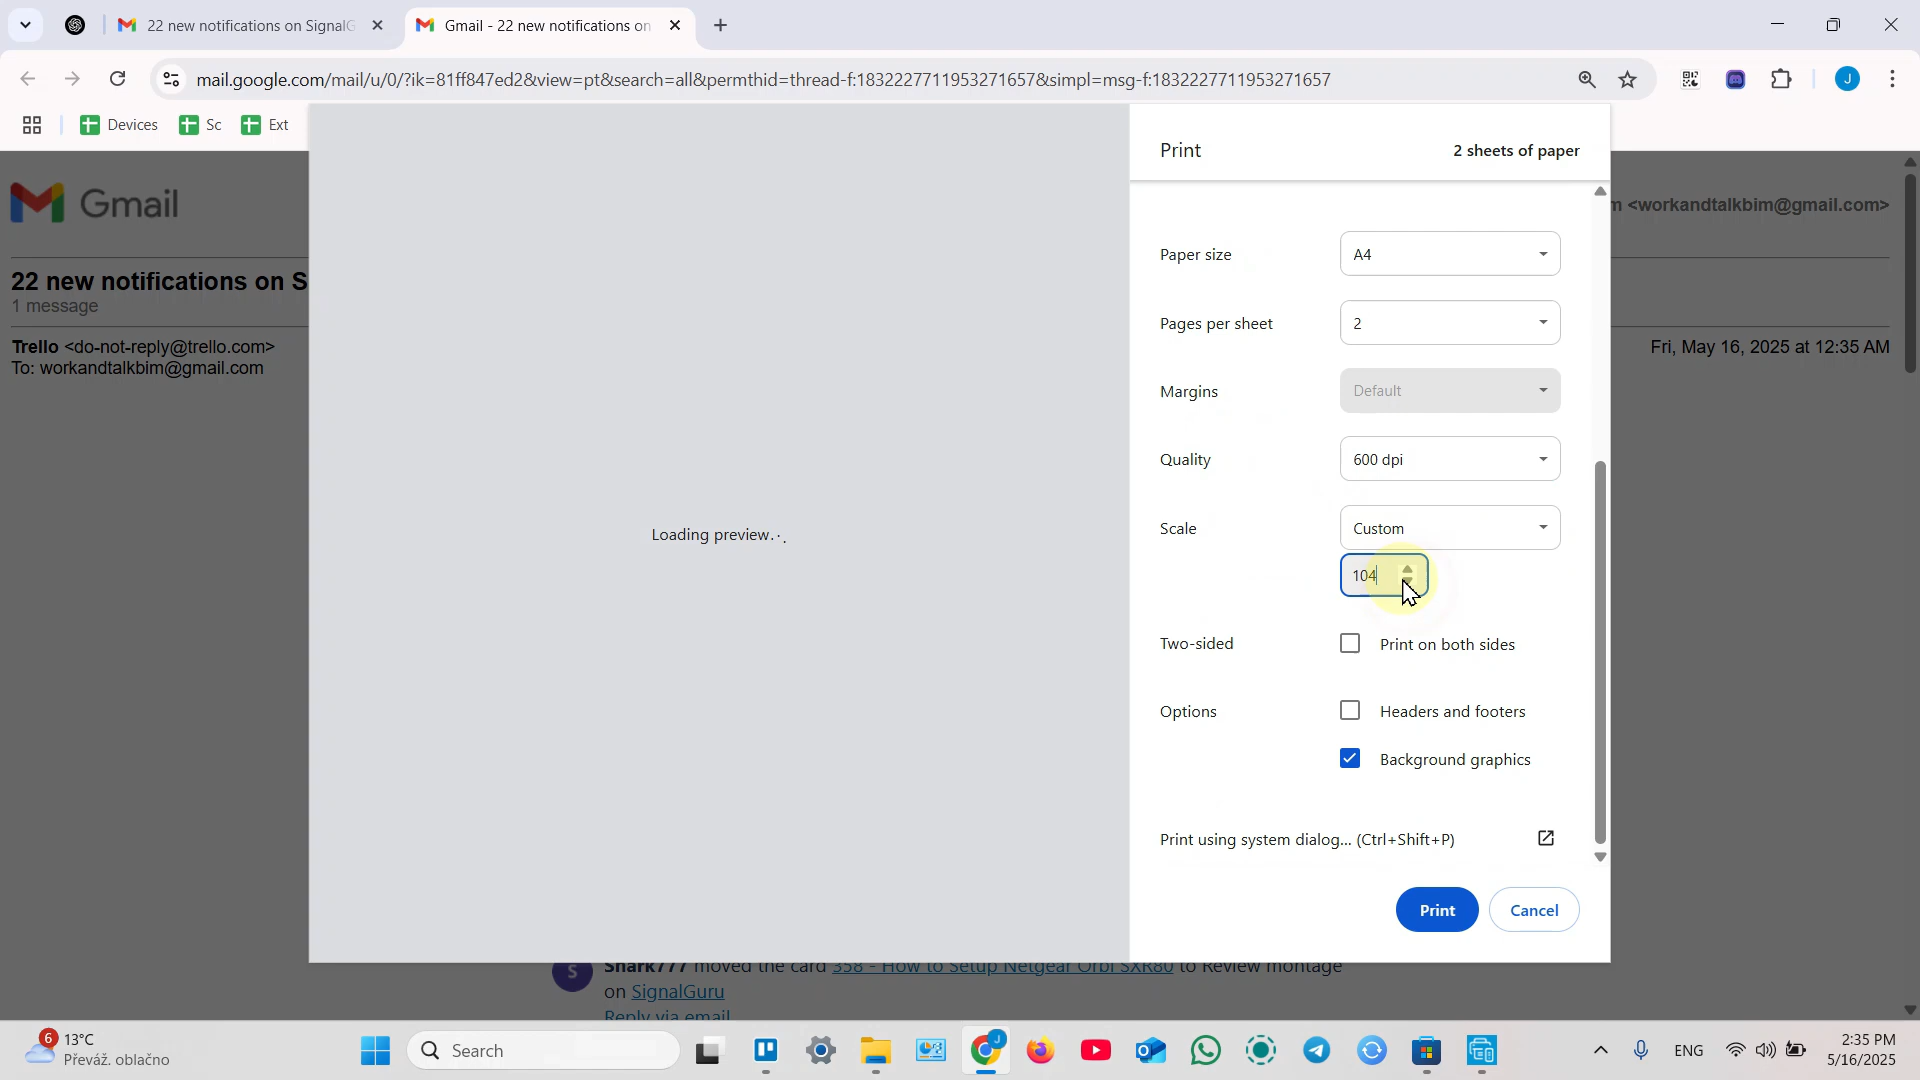 22 new notifications on SignalG
Gmail - 22 new notifications on
mail.google.com/mail/u/0/?ik=81ff847ed2&view=pt&search=all&permthid=thread-f:1832227711953271657&simpl=msg-f:1832227711953271657
J
Devices
Sc
Ext
Gmail
m <workandtalkbim@gmail.com>
22 new notifications on S
1 message
Trello <do-not-reply@trello.com>
Fri, May 16, 2025 at 12:35 AM
To: workandtalkbim@gmail.com
Loading preview...
Print
2 sheets of paper
Paper size
A4
Pages per sheet
2
Margins
Default
Quality
600 dpi
Scale
Custom
104
Two-sided
Print on both sides
Options
Headers and footers
Background graphics
Print using system dialog... (Ctrl+Shift+P)
Print
Cancel
S
Shark777 moved the card 358 - How to Setup Netgear Orbi SXR80 to Review montage
on SignalGuru
Reply via email
6
13°C
Převáž. oblačno
Search
J
ENG
2:35 PM
5/16/2025